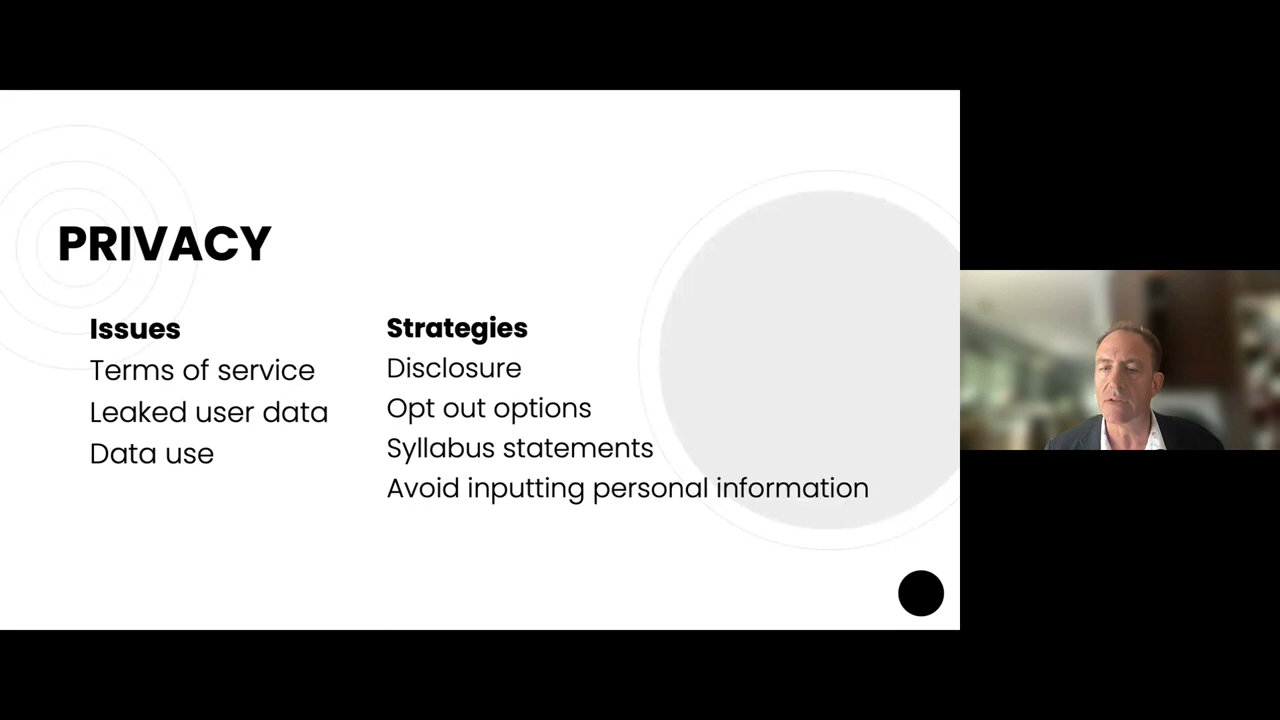 PRIVACY
Issues
Terms of service
Leaked user data
Data use
Strategies
Disclosure
Opt out options
Syllabus statements
Avoid inputting personal information